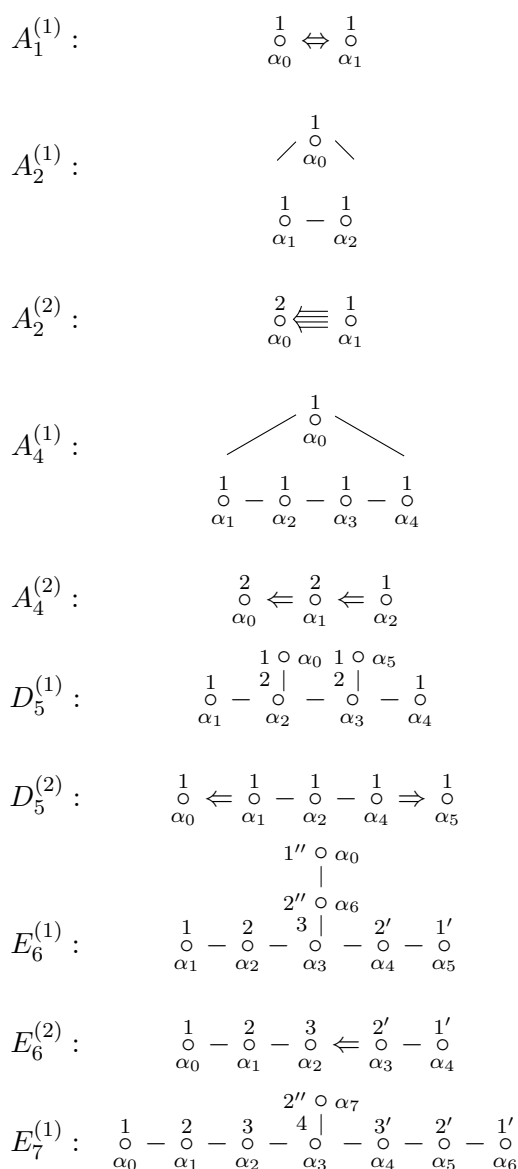 A_1^{(1)} :
1 1
∘ ⇔ ∘
α_0 α_1
A_2^{(1)} :
1
∘
α_0
1 1
∘ − ∘
α_1 α_2
A_2^{(2)} :
2 1
∘ ⇚ ∘
α_0 α_1
A_4^{(1)} :
1
∘
α_0
1 1 1 1
∘ − ∘ − ∘ − ∘
α_1 α_2 α_3 α_4
A_4^{(2)} :
2 2 1
∘ ⇐ ∘ ⇐ ∘
α_0 α_1 α_2
D_5^{(1)} :
1 ∘ α_0 1 ∘ α_5
1 2 | 2 | 1
∘ − ∘ − ∘ − ∘
α_1 α_2 α_3 α_4
D_5^{(2)} :
1 1 1 1 1
∘ ⇐ ∘ − ∘ − ∘ ⇒ ∘
α_0 α_1 α_2 α_4 α_5
E_6^{(1)} :
1′′ ∘ α_0
|
2′′ ∘ α_6
1 2 3 | 2′ 1′
∘ − ∘ − ∘ − ∘ − ∘
α_1 α_2 α_3 α_4 α_5
E_6^{(2)} :
1 2 3 2′ 1′
∘ − ∘ − ∘ ⇐ ∘ − ∘
α_0 α_1 α_2 α_3 α_4
E_7^{(1)} :
2′′ ∘ α_7
1 2 3 4 | 3′ 2′ 1′
∘ − ∘ − ∘ − ∘ − ∘ − ∘ − ∘
α_0 α_1 α_2 α_3 α_4 α_5 α_6